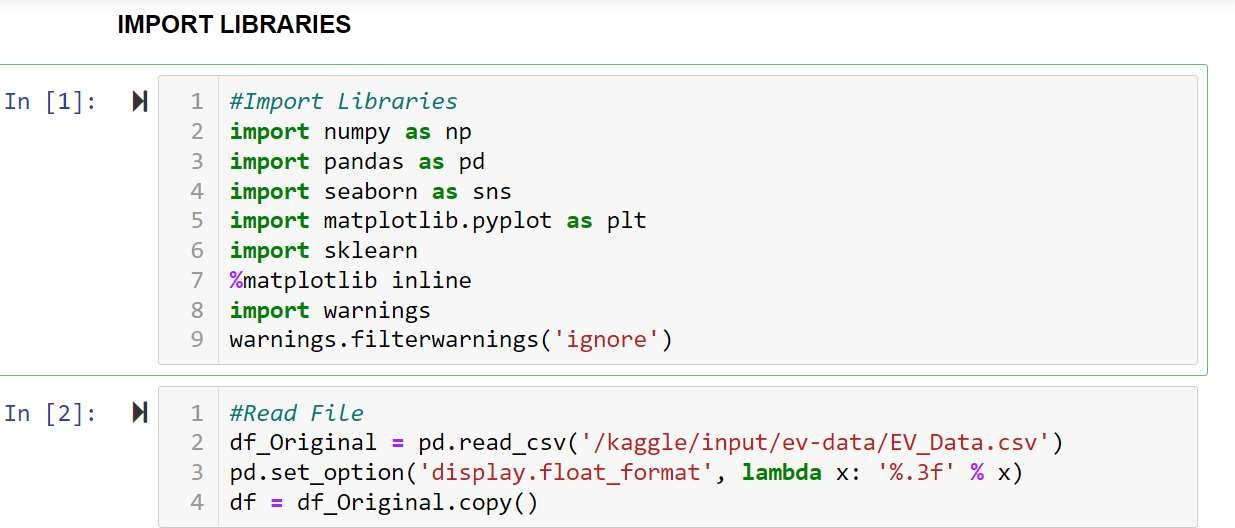 IMPORT LIBRARIES
In [1]:
1 #Import Libraries
2 import numpy as np
3 import pandas as pd
4 import seaborn as sns
5 import matplotlib.pyplot as plt
6 import sklearn
7 %matplotlib inline
8 import warnings
9 warnings.filterwarnings('ignore')
In [2]:
1 #Read File
2 df_Original = pd.read_csv('/kaggle/input/ev-data/EV_Data.csv')
3 pd.set_option('display.float_format', lambda x: '%.3f' % x)
4 df = df_Original.copy()